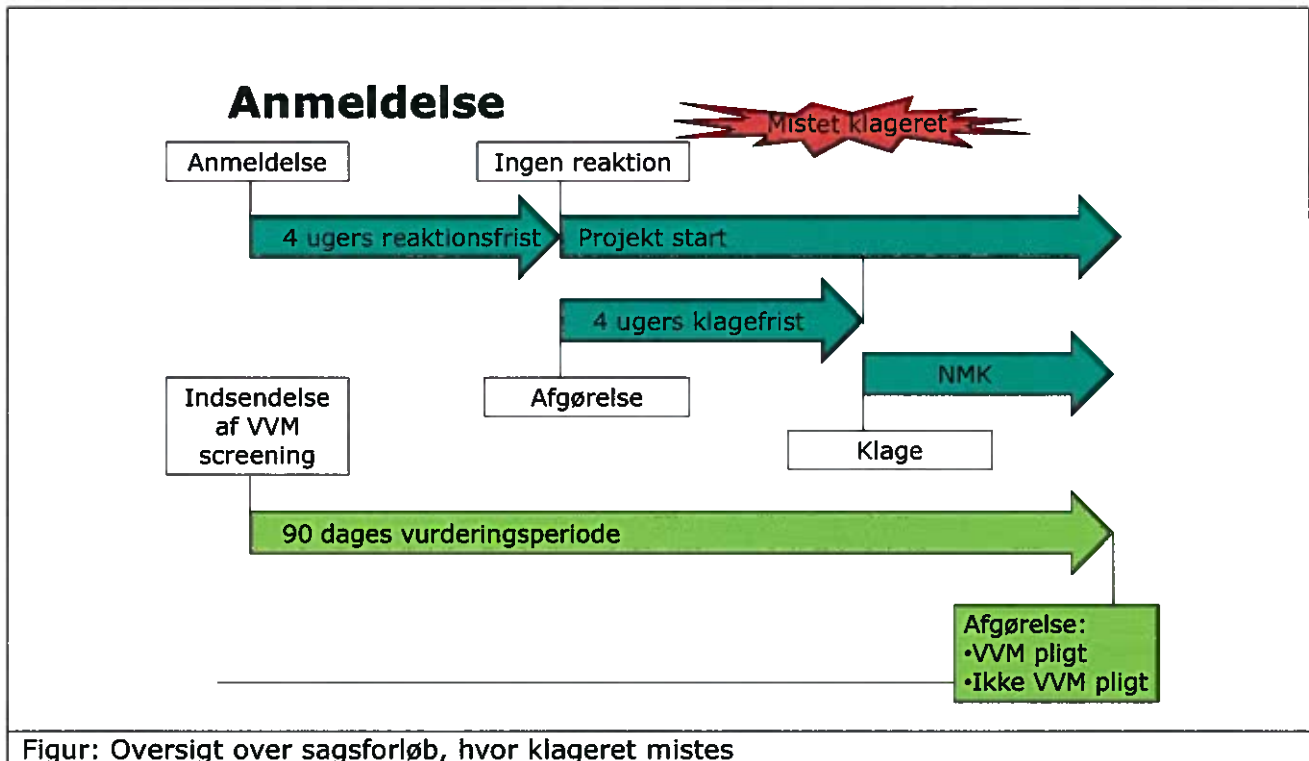 Anmeldelse
Mistet klageret
Anmeldelse
Ingen reaktion
4 ugers reaktionsfrist
Projekt start
4 ugers klagefrist
NMK
Indsendelse
af VVM
screening
Afgørelse
Klage
90 dages vurderingsperiode
Afgørelse:
•VVM pligt
•Ikke VVM pligt
Figur: Oversigt over sagsforløb, hvor klageret mistes